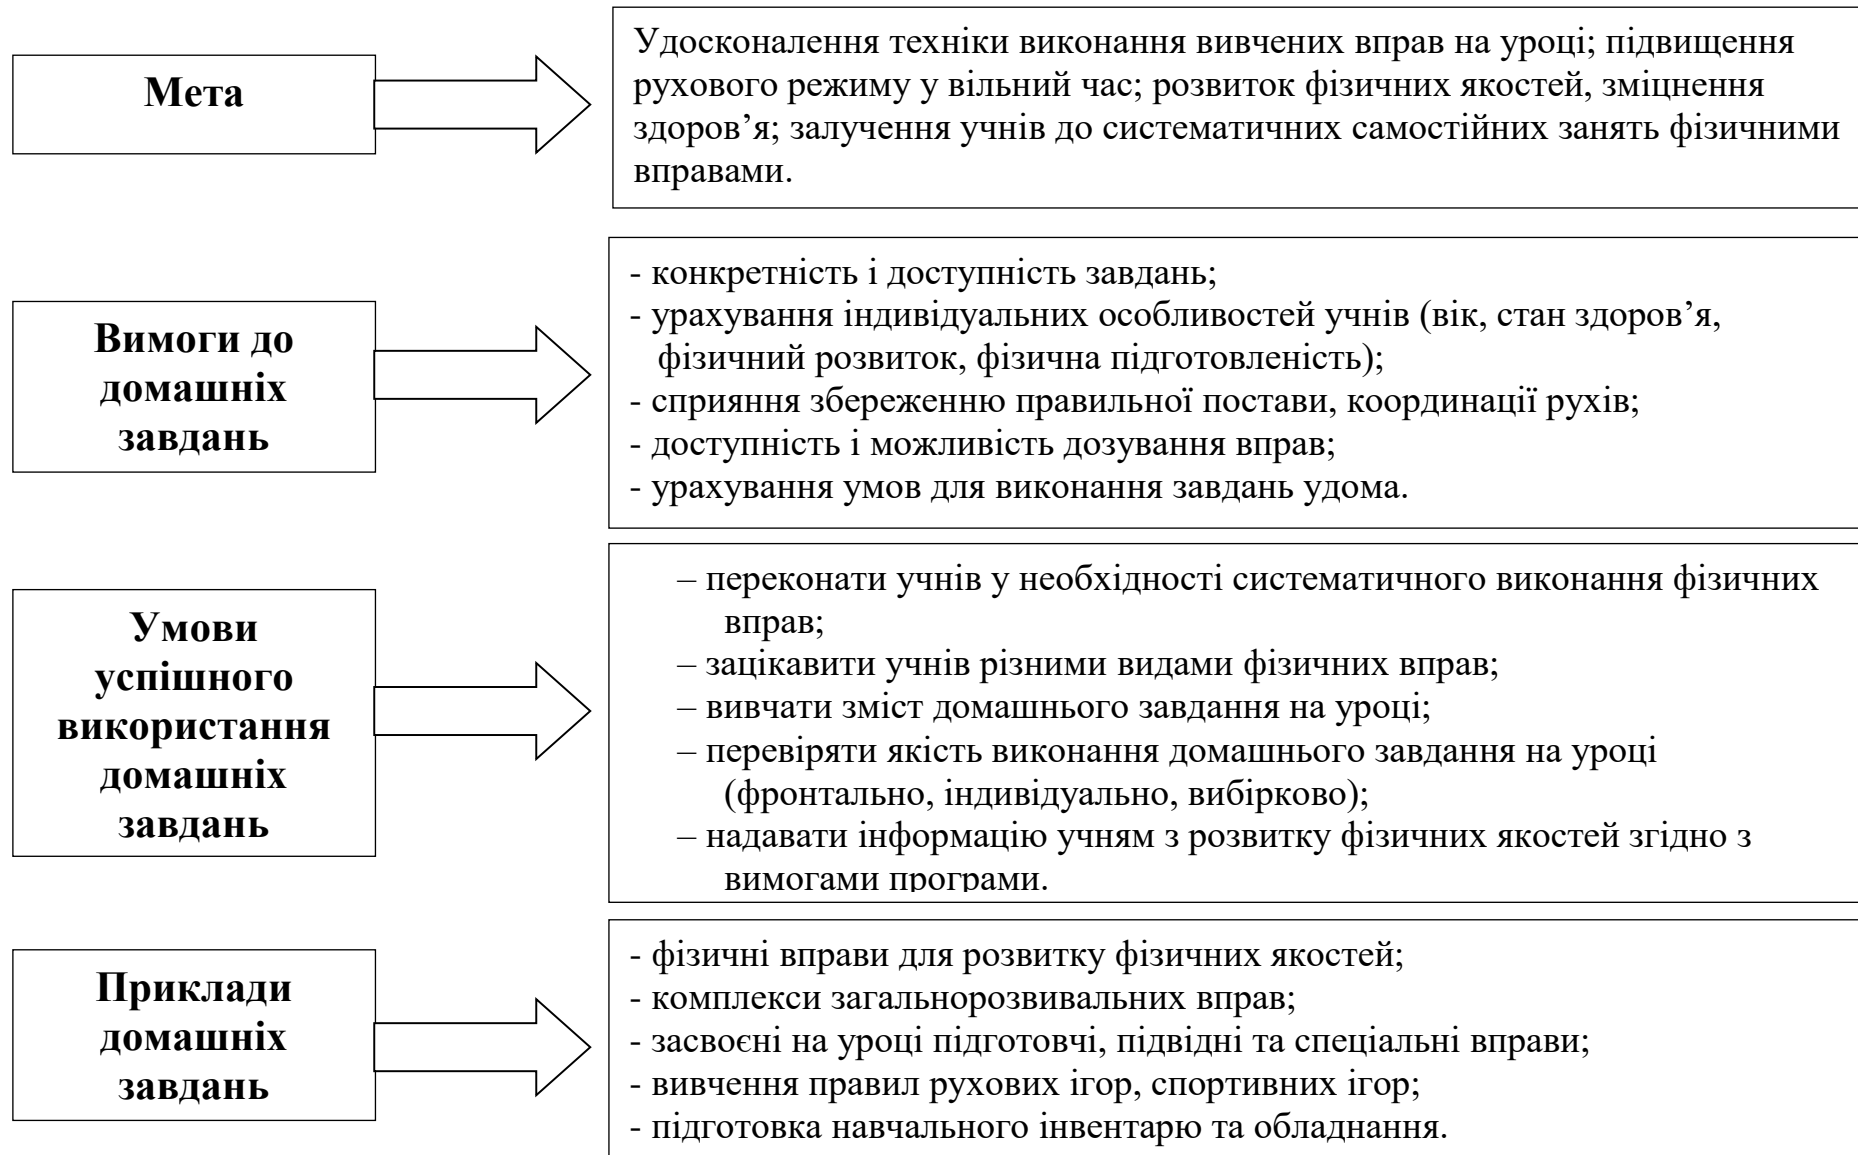 Мета
Удосконалення техніки виконання вивчених вправ на уроці; підвищення
рухового режиму у вільний час; розвиток фізичних якостей, зміцнення
здоров’я; залучення учнів до систематичних самостійних занять фізичними
вправами.
Вимоги до
домашніх
завдань
- конкретність і доступність завдань;
- урахування індивідуальних особливостей учнів (вік, стан здоров’я,
фізичний розвиток, фізична підготовленість);
- сприяння збереженню правильної постави, координації рухів;
- доступність і можливість дозування вправ;
- урахування умов для виконання завдань удома.
Умови
успішного
використання
домашніх
завдань
– переконати учнів у необхідності систематичного виконання фізичних
вправ;
– зацікавити учнів різними видами фізичних вправ;
– вивчати зміст домашнього завдання на уроці;
– перевіряти якість виконання домашнього завдання на уроці
(фронтально, індивідуально, вибірково);
– надавати інформацію учням з розвитку фізичних якостей згідно з
вимогами програми.
Приклади
домашніх
завдань
- фізичні вправи для розвитку фізичних якостей;
- комплекси загальнорозвивальних вправ;
- засвоєні на уроці підготовчі, підвідні та спеціальні вправи;
- вивчення правил рухових ігор, спортивних ігор;
- підготовка навчального інвентарю та обладнання.